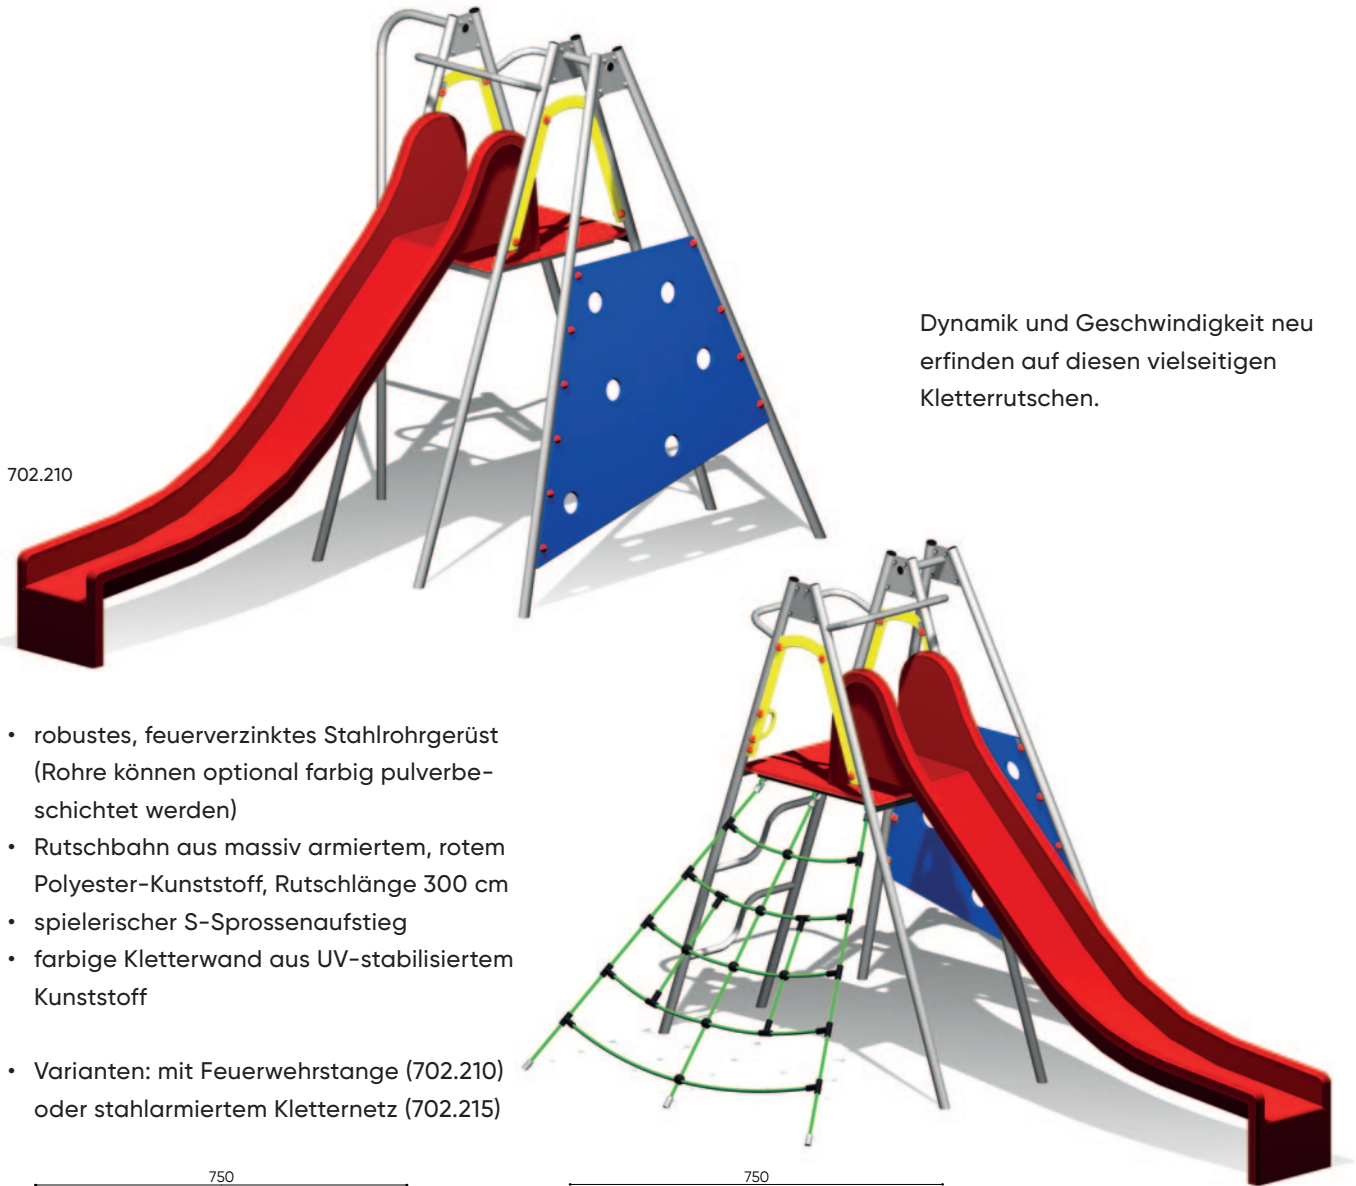 Dynamik und Geschwindigkeit neu
erfinden auf diesen vielseitigen
Kletterrutschen.
702.210
• robustes, feuerverzinktes Stahlrohrgerüst
(Rohre können optional farbig pulverbe-
schichtet werden)
• Rutschbahn aus massiv armiertem, rotem
Polyester-Kunststoff, Rutschlänge 300 cm
• spielerischer S-Sprossenaufstieg
• farbige Kletterwand aus UV-stabilisiertem
Kunststoff
• Varianten: mit Feuerwehrstange (702.210)
oder stahlarmiertem Kletternetz (702.215)
750
750